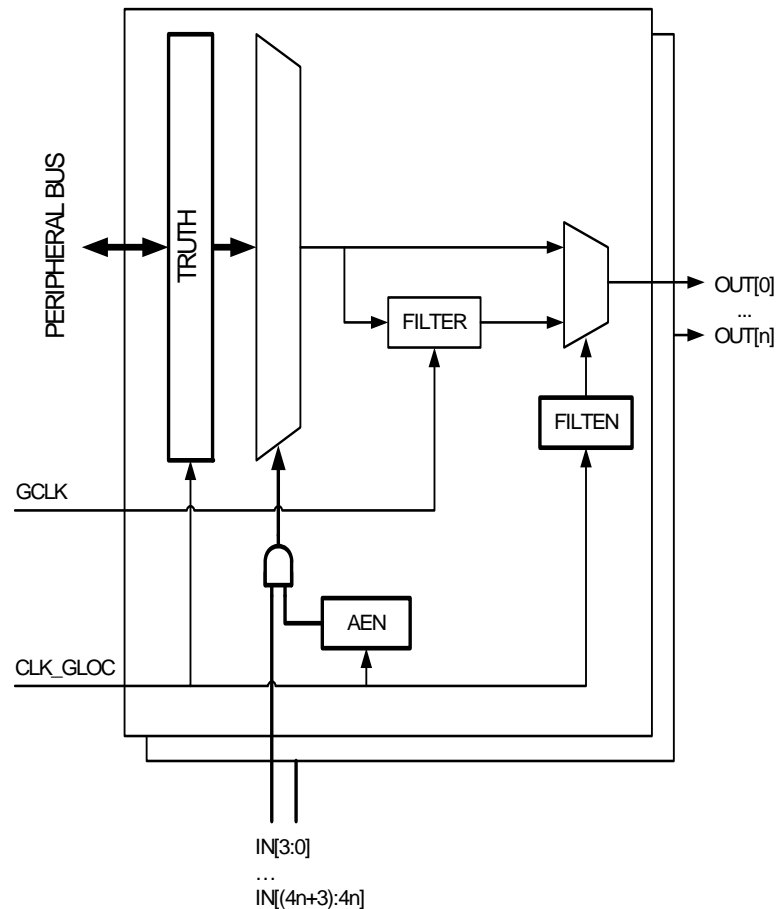 PERIPHERAL BUS
TRUTH
FILTER
OUT[0]
...
OUT[n]
FILTEN
GCLK
AEN
CLK_GLOC
IN[3:0]
...
IN[(4n+3):4n]